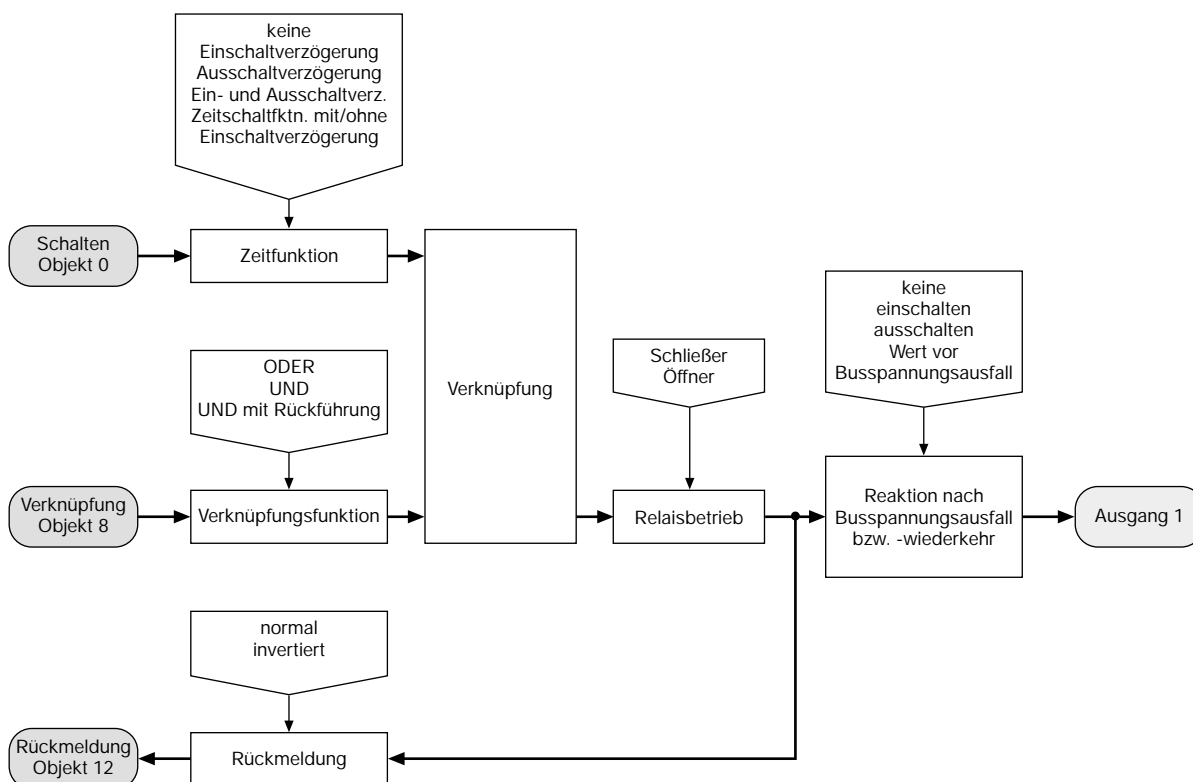 keine
Einschaltverzögerung
Ausschaltverzögerung
Ein- und Ausschaltverz.
Zeitschaltfktn. mit/ohne
Einschaltverzögerung
Schalten
Objekt 0
Zeitfunktion
keine
einschalten
ausschalten
Wert vor
Busspannungsausfall
Schließer
Öffner
ODER
UND
UND mit Rückführung
Verknüpfung
Verknüpfung
Objekt 8
Verknüpfungsfunktion
Relaisbetrieb
Reaktion nach
Busspannungsausfall
bzw. -wiederkehr
Ausgang 1
normal
invertiert
Rückmeldung
Objekt 12
Rückmeldung